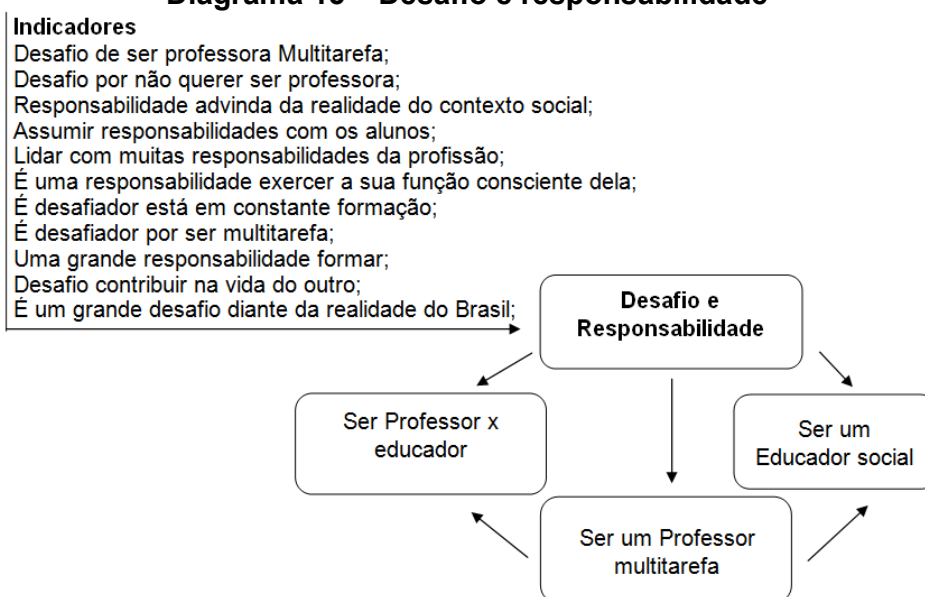 Diagrama 13 – Desafio e responsabilidade
Indicadores
Desafio de ser professora Multitarefa;
Desafio por não querer ser professora;
Responsabilidade advinda da realidade do contexto social;
Assumir responsabilidades com os alunos;
Lidar com muitas responsabilidades da profissão;
É uma responsabilidade exercer a sua função consciente dela;
É desafiador está em constante formação;
É desafiador por ser multitarefa;
Uma grande responsabilidade formar;
Desafio contribuir na vida do outro;
É um grande desafio diante da realidade do Brasil;
Desafio e
Responsabilidade
Ser Professor x
educador
Ser um
Educador social
Ser um Professor
multitarefa